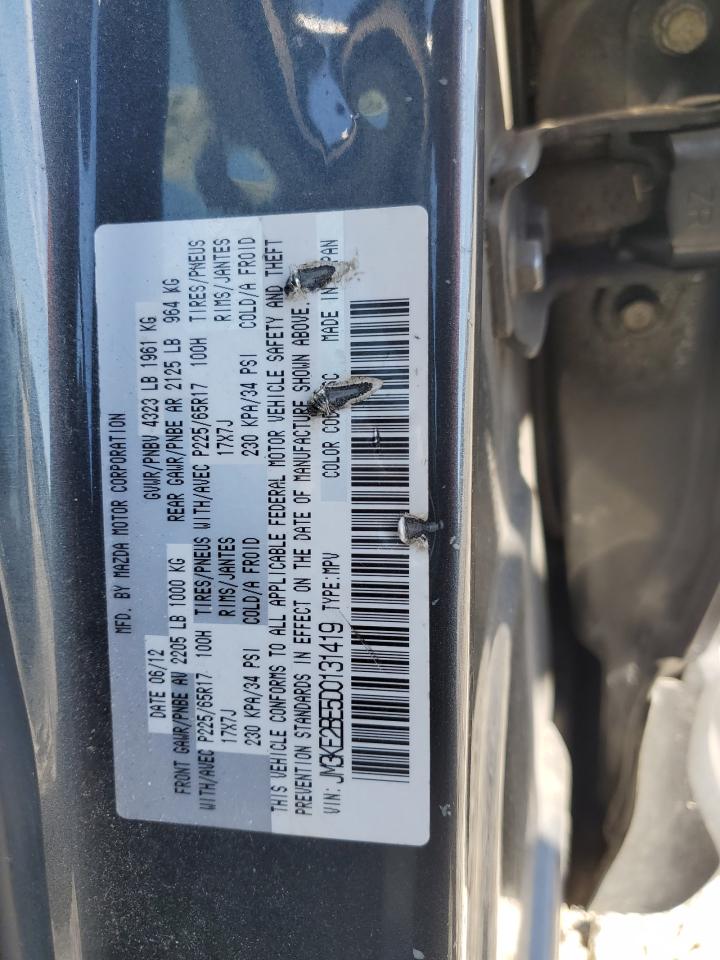 MFD. BY MAZDA MOTOR CORPORATION
DATE 06/12 GVWR/PNBV 4323 LB 1961 KG
FRONT GAWR/PNBE AV 2205 LB 1000 KG REAR GAWR/PNBE AR 2125 LB 964 KG
WITH/AVEC P225/65R17 100H TIRES/PNEUS WITH/AVEC P225/65R17 100H TIRES/PNEUS
17X7J RIMS/JANTES 17X7J RIMS/JANTES
230 KPA/34 PSI COLD/A FROID 230 KPA/34 PSI COLD/A FROID
THIS VEHICLE CONFORMS TO ALL APPLICABLE FEDERAL MOTOR VEHICLE SAFETY AND THEFT
PREVENTION STANDARDS IN EFFECT ON THE DATE OF MANUFACTURE SHOWN ABOVE
VIN: JM3KE2BE5D0131419 TYPE:MPV COLOR MADE IN